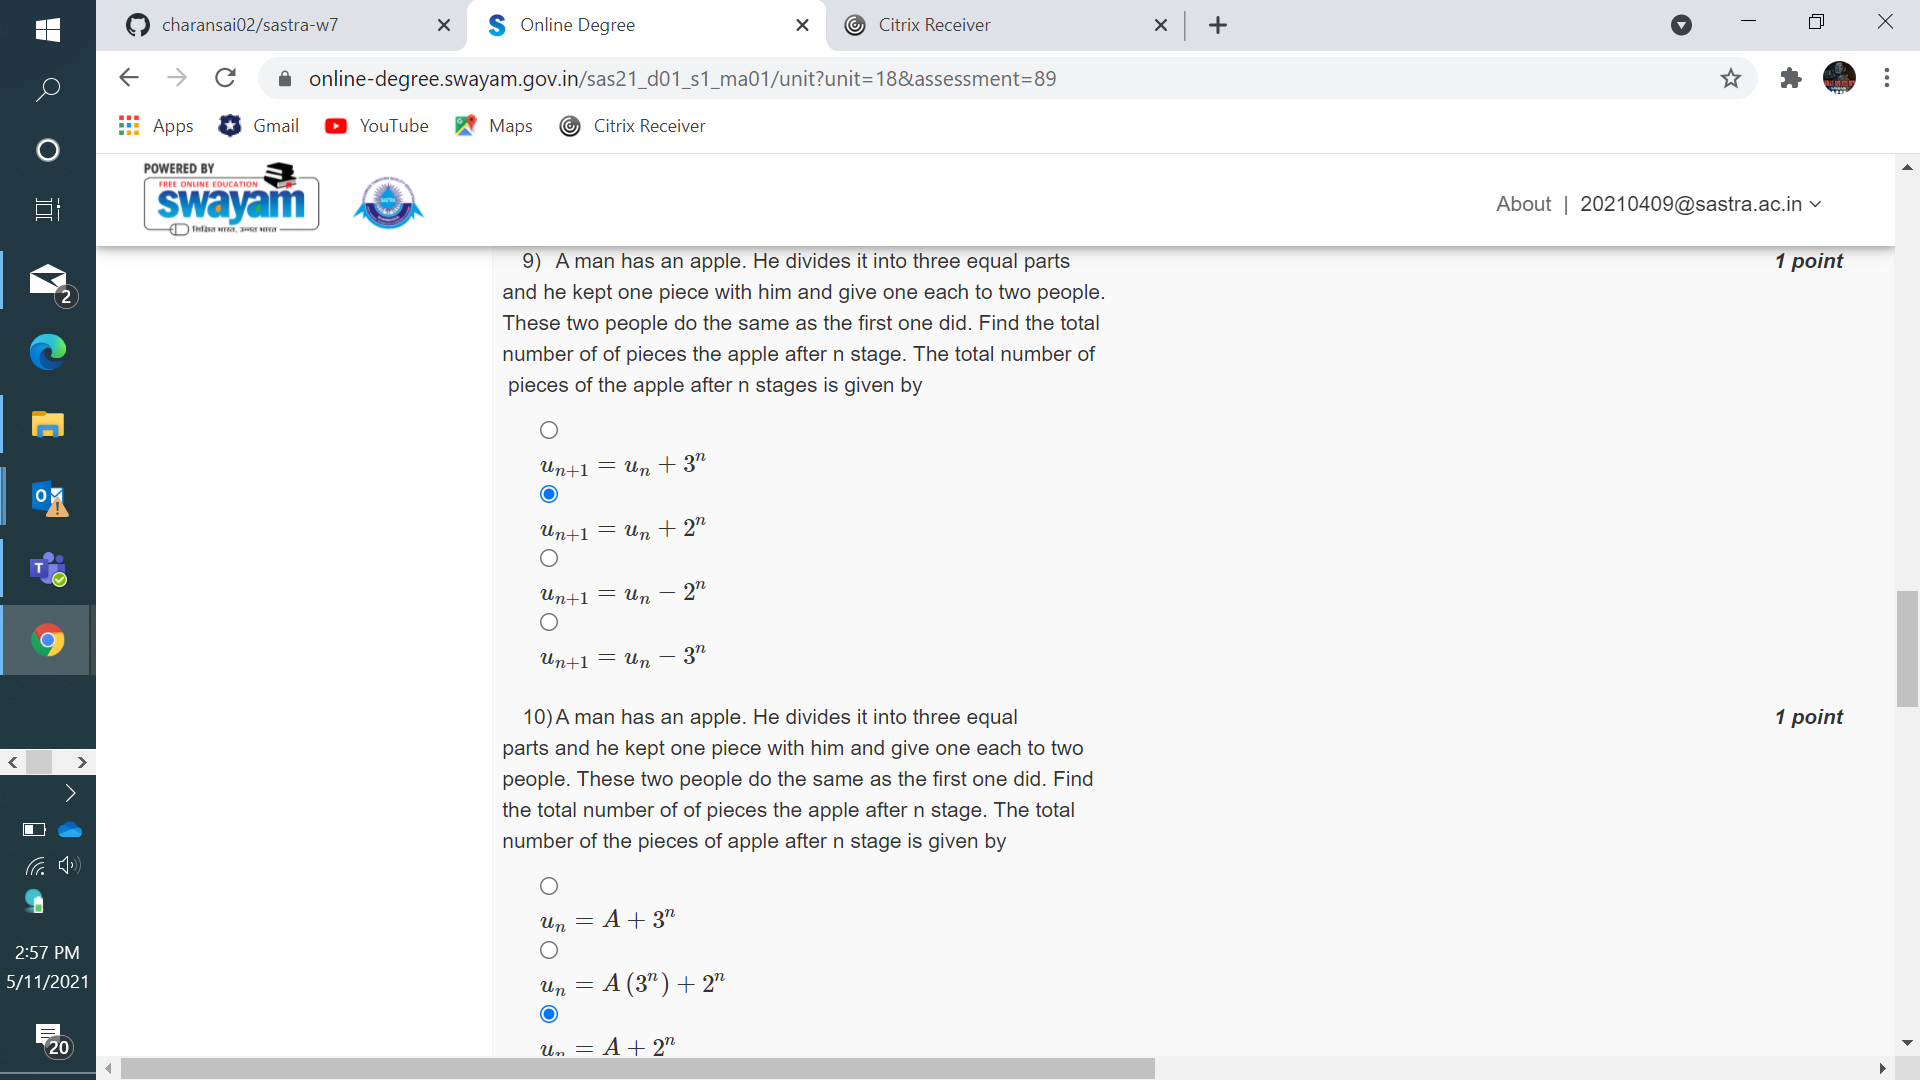 charansai02/sastra-w7
Online Degree
Citrix Receiver
online-degree.swayam.gov.in/sas21_d01_s1_ma01/unit?unit=18&assessment=89
Apps
Gmail
YouTube
Maps
Citrix Receiver
POWERED BY
FREE ONLINE EDUCATION
swayam
शिक्षित भारत, उन्नत भारत
About | 20210409@sastra.ac.in
9) A man has an apple. He divides it into three equal parts
1 point
and he kept one piece with him and give one each to two people.
These two people do the same as the first one did. Find the total
number of of pieces the apple after n stage. The total number of
pieces of the apple after n stages is given by
u_{n+1} = u_n + 3^n
u_{n+1} = u_n + 2^n
u_{n+1} = u_n − 2^n
u_{n+1} = u_n − 3^n
10) A man has an apple. He divides it into three equal
1 point
parts and he kept one piece with him and give one each to two
people. These two people do the same as the first one did. Find
the total number of of pieces the apple after n stage. The total
number of the pieces of apple after n stage is given by
u_n = A + 3^n
u_n = A (3^n) + 2^n
u_n = A + 2^n
2
2:57 PM
5/11/2021
20